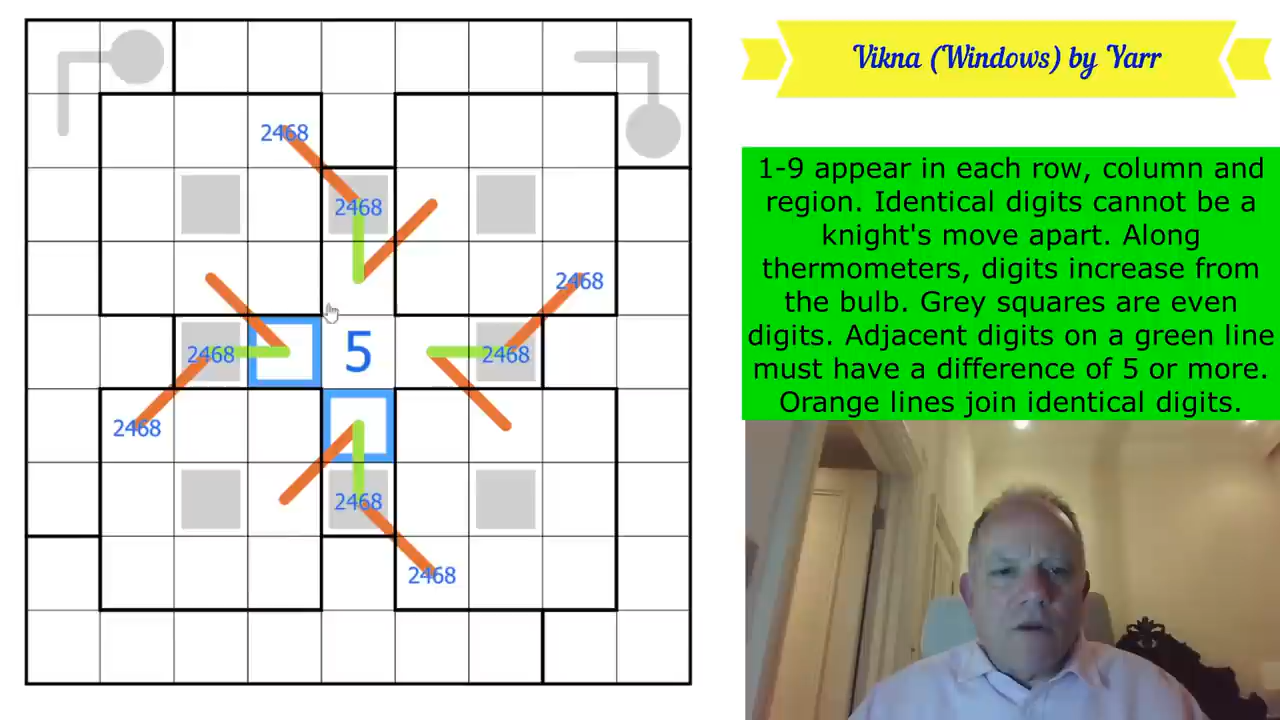 Vikna (Windows) by Yarr
1-9 appear in each row, column and
region. Identical digits cannot be a
knight's move apart. Along
thermometers, digits increase from
the bulb. Grey squares are even
digits. Adjacent digits on a green line
must have a difference of 5 or more.
Orange lines join identical digits.
2468
2468
2468
2468
5
2468
2468
2468
2468